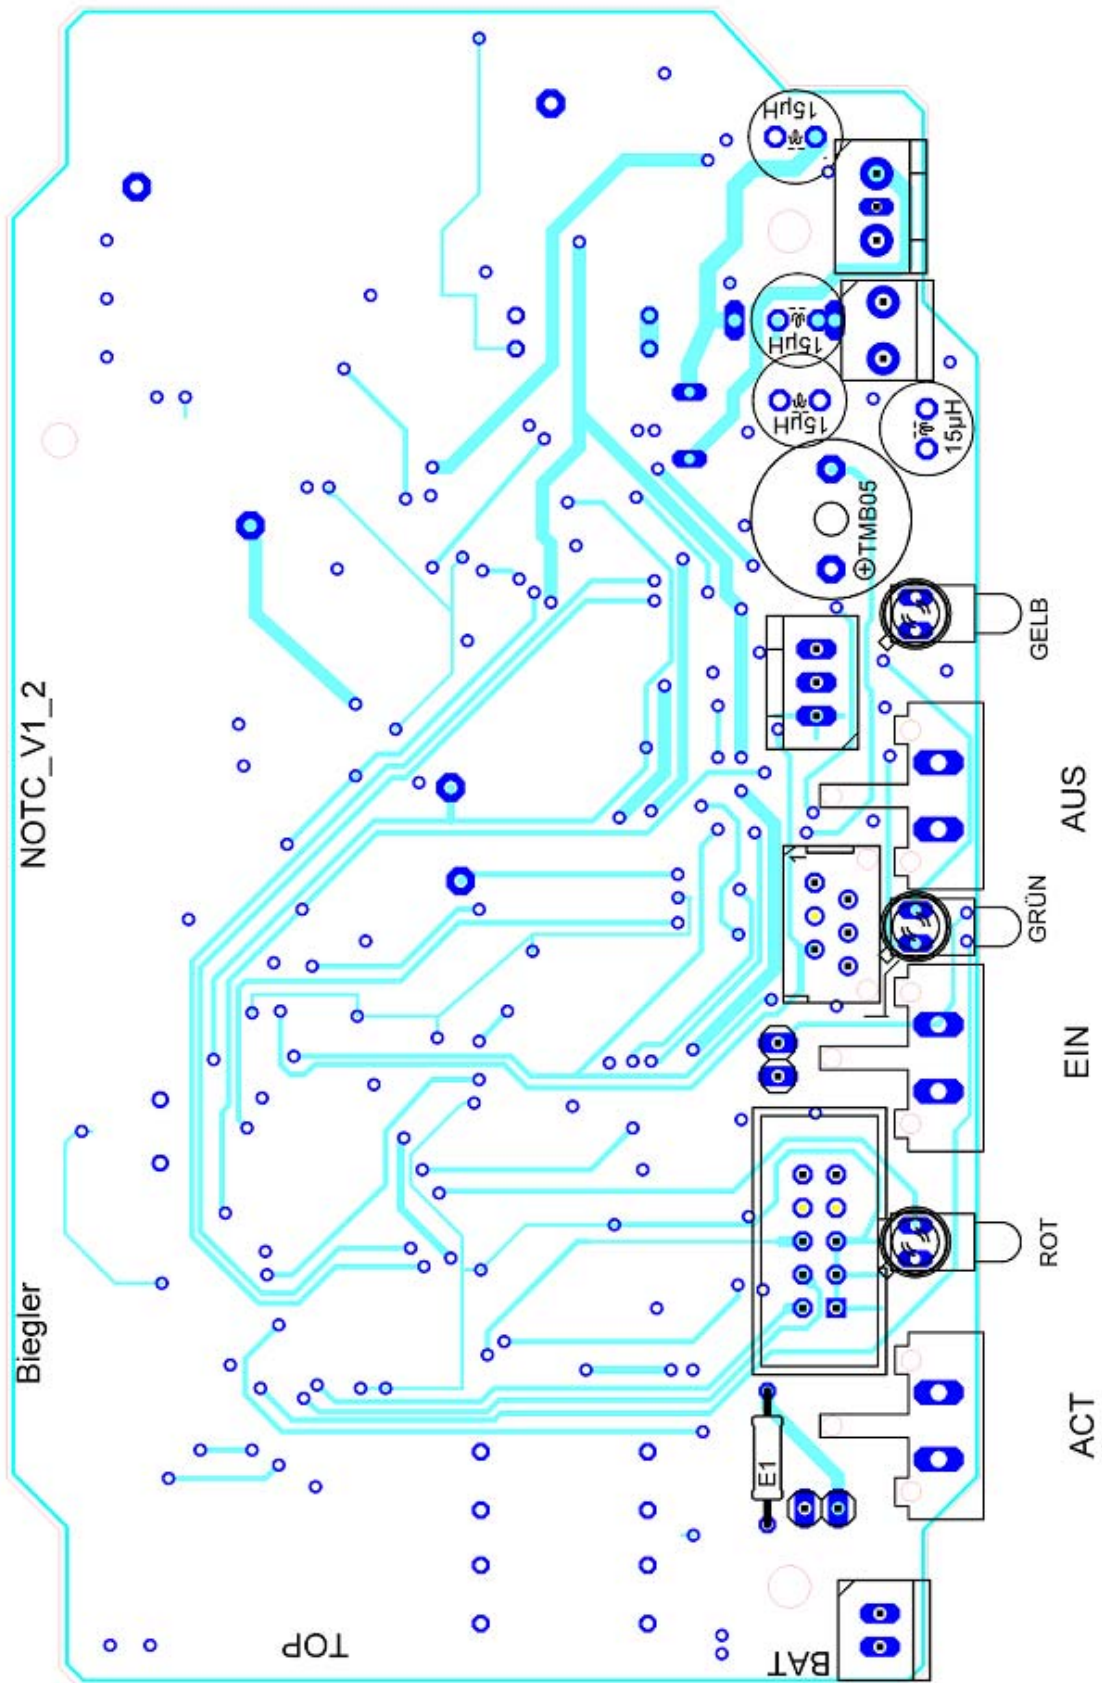 15µH
15µH
15µH
15µH
⊕TMB05
GELB
NOTC_V1_2
AUS
1
GRÜN
EIN
ROT
Biegler
ACT
E1
TOP
BAT